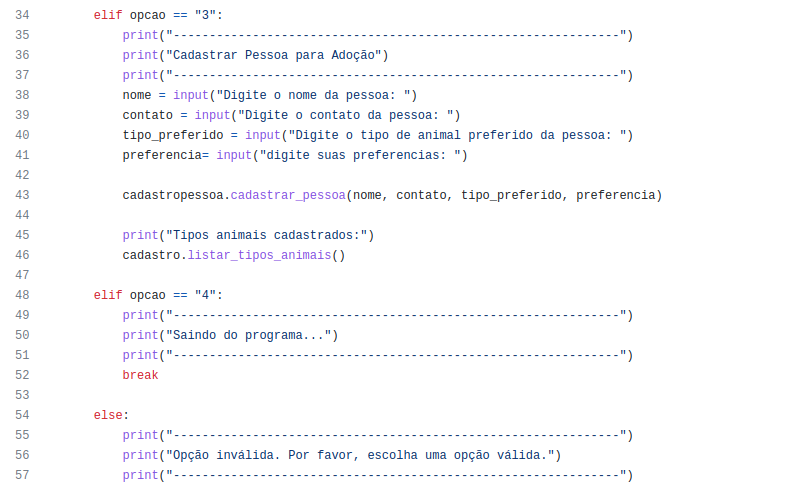 34 elif opcao == "3":
35 print("--------------------------------------------------------------")
36 print("Cadastrar Pessoa para Adoção")
37 print("--------------------------------------------------------------")
38 nome = input("Digite o nome da pessoa: ")
39 contato = input("Digite o contato da pessoa: ")
40 tipo_preferido = input("Digite o tipo de animal preferido da pessoa: ")
41 preferencia= input("digite suas preferencias: ")
42
43 cadastropessoa.cadastrar_pessoa(nome, contato, tipo_preferido, preferencia)
44
45 print("Tipos animais cadastrados:")
46 cadastro.listar_tipos_animais()
47
48 elif opcao == "4":
49 print("--------------------------------------------------------------")
50 print("Saindo do programa...")
51 print("--------------------------------------------------------------")
52 break
53
54 else:
55 print("--------------------------------------------------------------")
56 print("Opção inválida. Por favor, escolha uma opção válida.")
57 print("--------------------------------------------------------------")